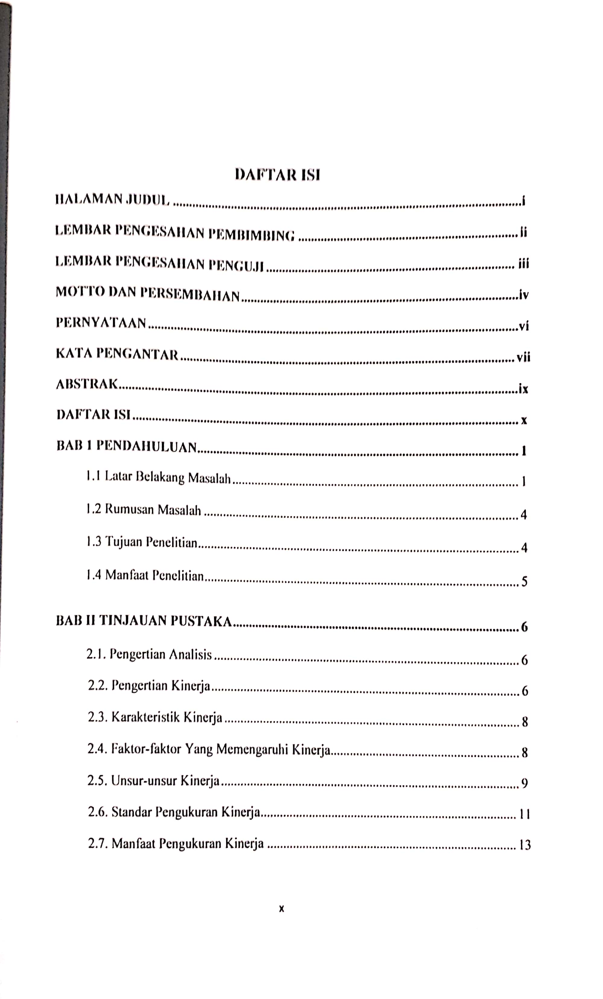 DAFTAR ISI
HALAMAN JUDUL ........................................ i
LEMBAR PENGESAHAN PEMBIMBING ........................................ ii
LEMBAR PENGESAHAN PENGUJI ........................................ iii
MOTTO DAN PERSEMBAHAN ........................................ iv
PERNYATAAN ........................................ vi
KATA PENGANTAR ........................................ vii
ABSTRAK ........................................ ix
DAFTAR ISI ........................................ x
BAB 1 PENDAHULUAN ........................................ 1
1.1 Latar Belakang Masalah ........................................ 1
1.2 Rumusan Masalah ........................................ 4
1.3 Tujuan Penelitian ........................................ 4
1.4 Manfaat Penelitian ........................................ 5
BAB II TINJAUAN PUSTAKA ........................................ 6
2.1. Pengertian Analisis ........................................ 6
2.2. Pengertian Kinerja ........................................ 6
2.3. Karakteristik Kinerja ........................................ 8
2.4. Faktor-faktor Yang Memengaruhi Kinerja ........................................ 8
2.5. Unsur-unsur Kinerja ........................................ 9
2.6. Standar Pengukuran Kinerja ........................................ 11
2.7. Manfaat Pengukuran Kinerja ........................................ 13
x